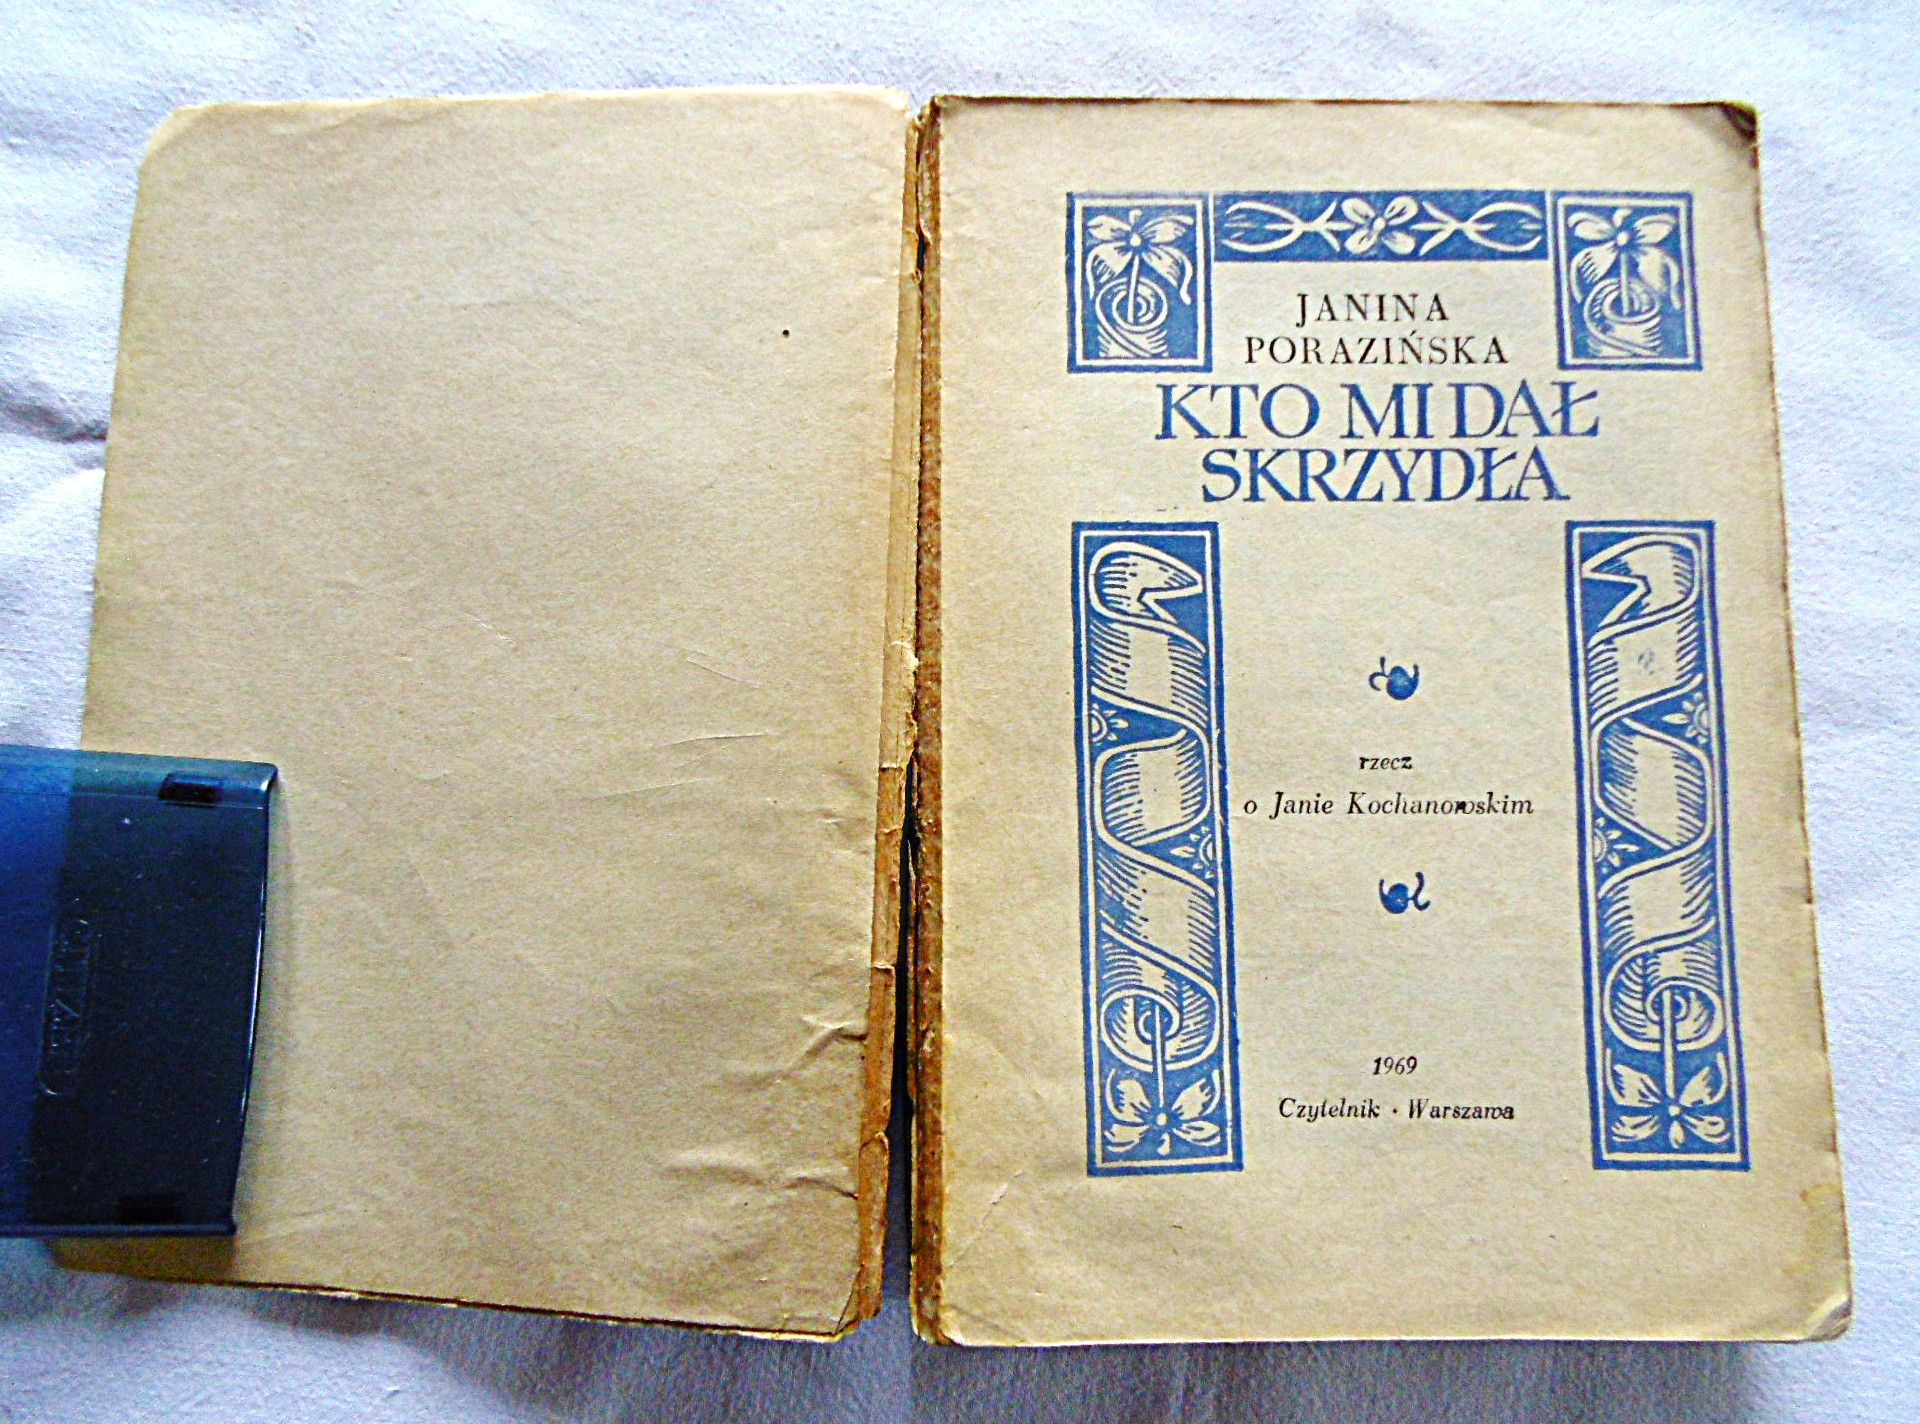 JANINA
PORAZIŃSKA
KTO MI DAŁ
SKRZYDŁA
rzecz
o Janie Kochanowskim
1969
Czytelnik · Warszawa